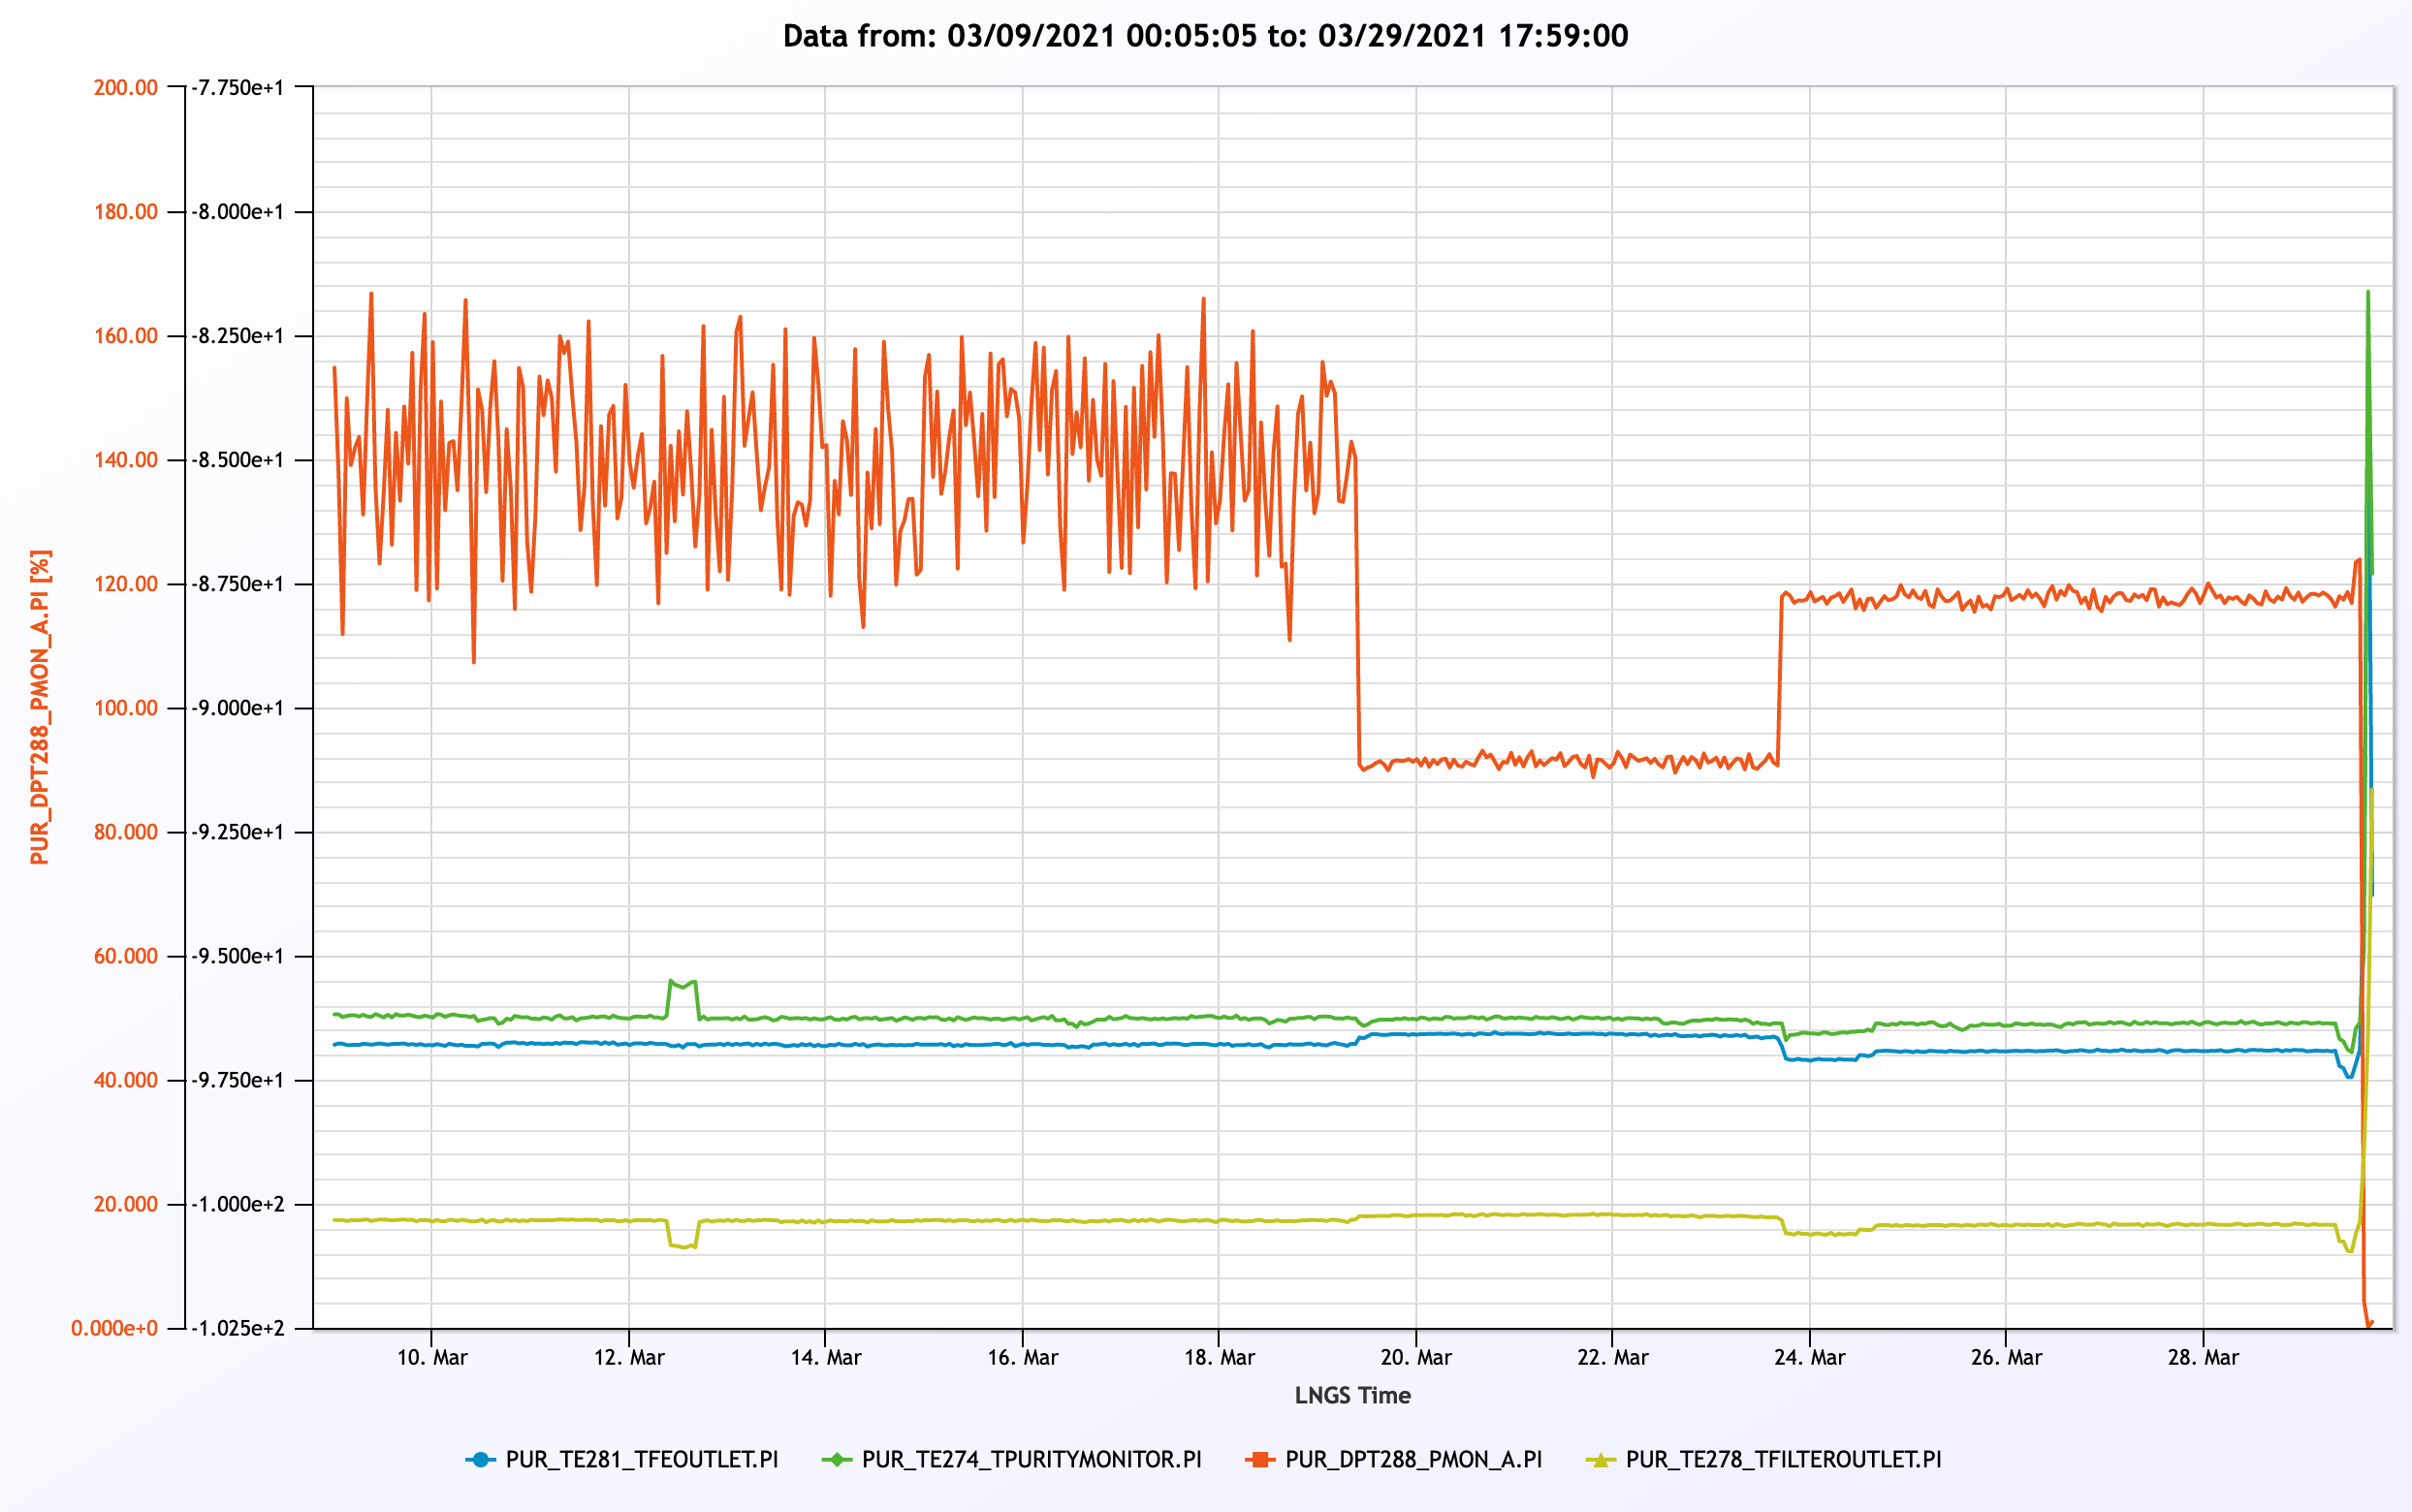 Data from: 03/09/2021 00:05:05 to: 03/29/2021 17:59:00
PUR_DPT288_PMON_A.PI [%]
200.00
180.00
160.00
140.00
120.00
100.00
80.000
60.000
40.000
20.000
0.000e+0
-7.750e+1
-8.000e+1
-8.250e+1
-8.500e+1
-8.750e+1
-9.000e+1
-9.250e+1
-9.500e+1
-9.750e+1
-1.000e+2
-1.025e+2
10. Mar 12. Mar 14. Mar 16. Mar 18. Mar 20. Mar 22. Mar 24. Mar 26. Mar 28. Mar
LNGS Time
PUR_TE281_TFEOUTLET.PI PUR_TE274_TPURITYMONITOR.PI PUR_DPT288_PMON_A.PI PUR_TE278_TFILTEROUTLET.PI